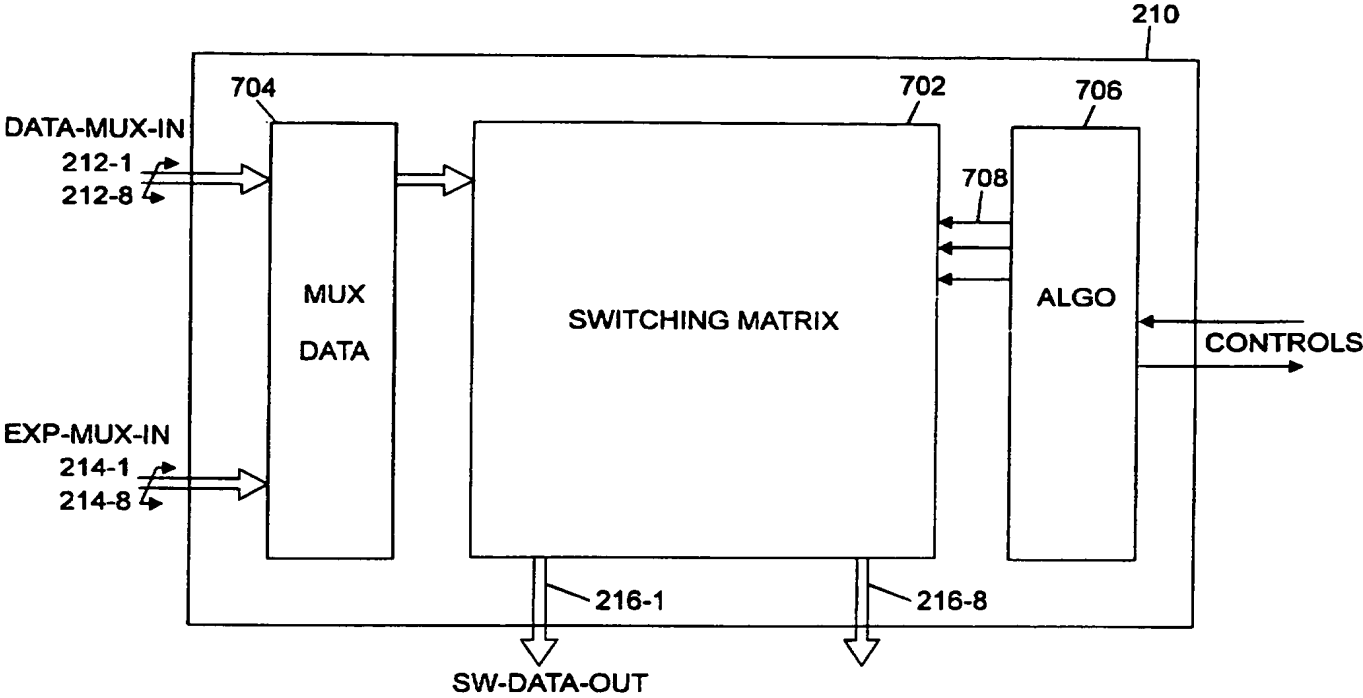 210
704
702
706
DATA-MUX-IN
212-1
212-8
708
MUX
DATA
SWITCHING MATRIX
ALGO
CONTROLS
EXP-MUX-IN
214-1
214-8
216-1
216-8
SW-DATA-OUT